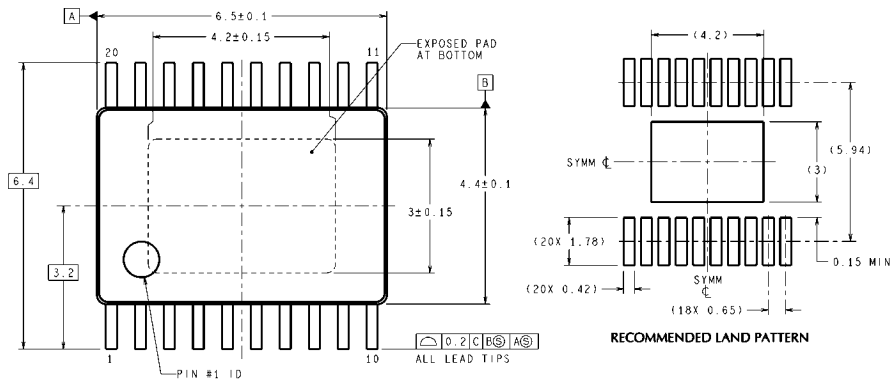 A
6.5±0.1
4.2±0.15
20
11
EXPOSED PAD
AT BOTTOM
B
6.4
3.2
4.4±0.1
3±0.15
1
10
PIN #1 ID
⌓ 0.2 C BⓈ AⓈ
ALL LEAD TIPS
(4.2)
SYMM ℄
(3)
(5.94)
(20X 1.78)
0.15 MIN
(20X 0.42)
SYMM
℄
(18X 0.65)
RECOMMENDED LAND PATTERN